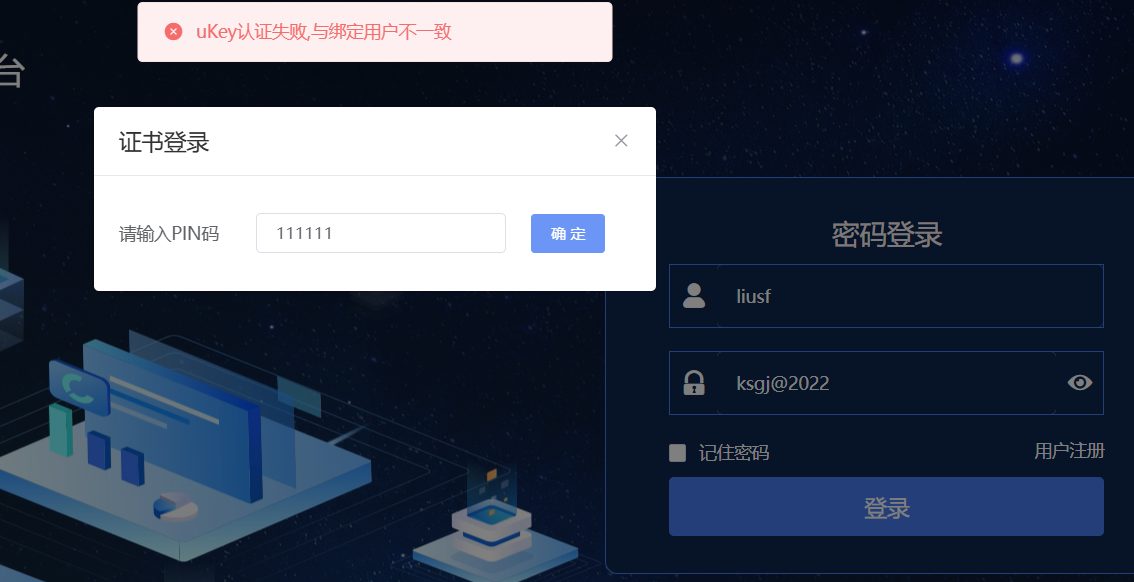 uKey认证失败,与绑定用户不一致
台
证书登录
请输入PIN码
111111
确 定
密码登录
liusf
ksgj@2022
记住密码
用户注册
登录